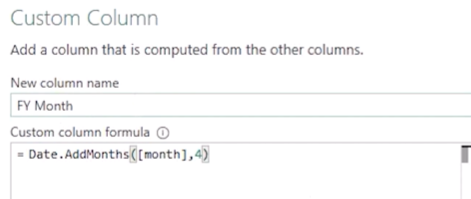 Custom Column
Add a column that is computed from the other columns.
New column name
FY Month
Custom column formula
= Date.AddMonths([month],4)